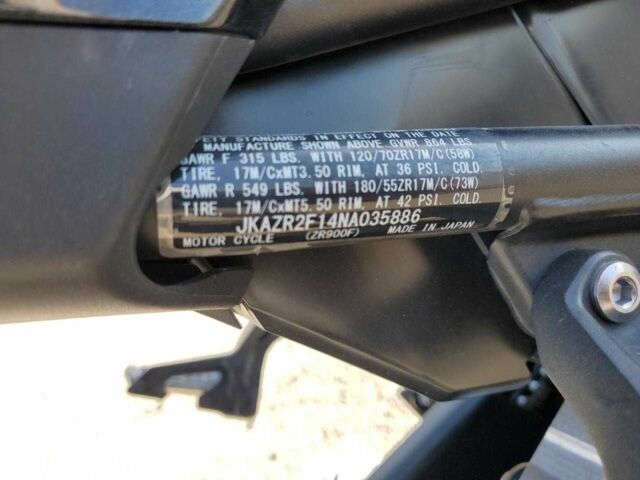 SAFETY STANDARDS IN EFFECT ON THE DATE
MANUFACTURE SHOWN ABOVE GVWR 864 LBS.
GAWR F 315 LBS. WITH 120/70ZR17M/C(58W)
TIRE, 17M/CxMT3.50 RIM, AT 36 PSI. COLD.
GAWR R 549 LBS. WITH 180/55ZR17M/C(73W)
TIRE, 17M/CxMT5.50 RIM, AT 42 PSI. COLD.
JKAZR2F14NA035886
MOTOR CYCLE (ZR900F) MADE IN JAPAN